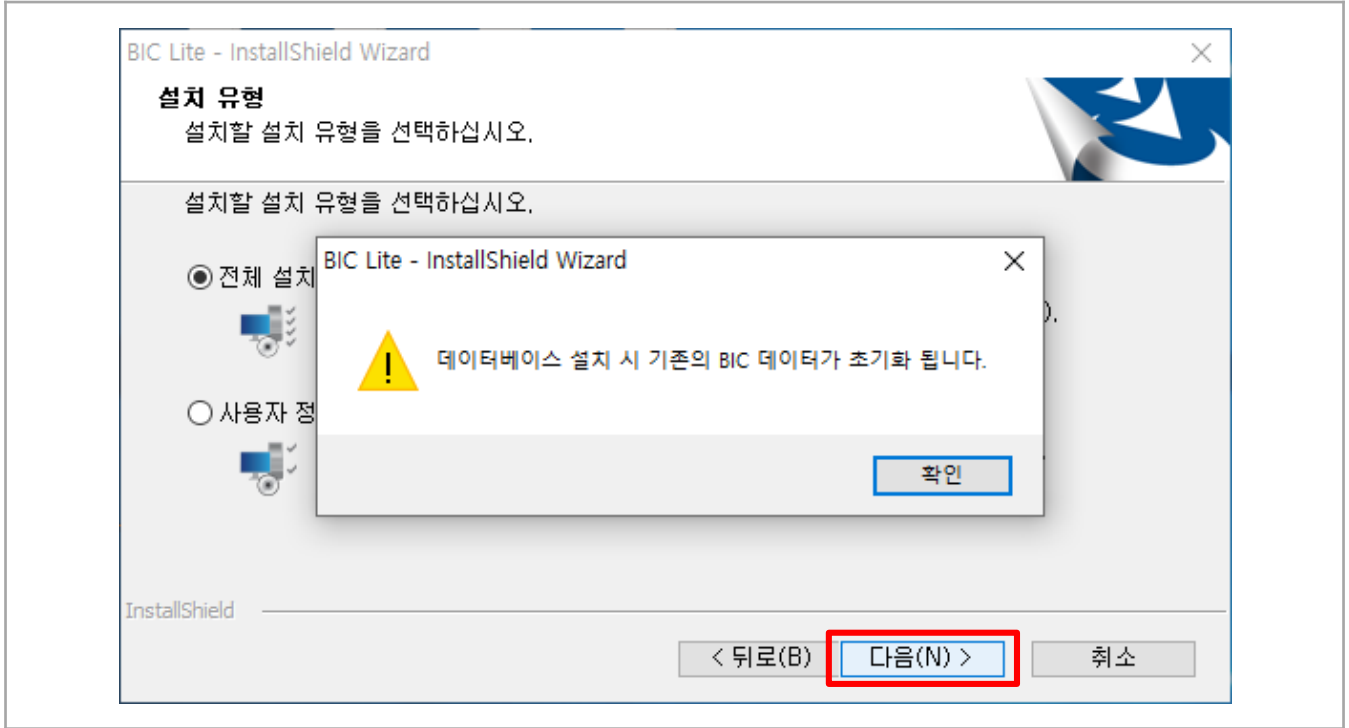 BIC Lite - InstallShield Wizard
설치 유형
설치할 설치 유형을 선택하십시오.
설치할 설치 유형을 선택하십시오.
전체 설치
BIC Lite - InstallShield Wizard
).
데이터베이스 설치 시 기존의 BIC 데이터가 초기화 됩니다.
사용자 정
확인
InstallShield
< 뒤로(B)
다음(N) >
취소